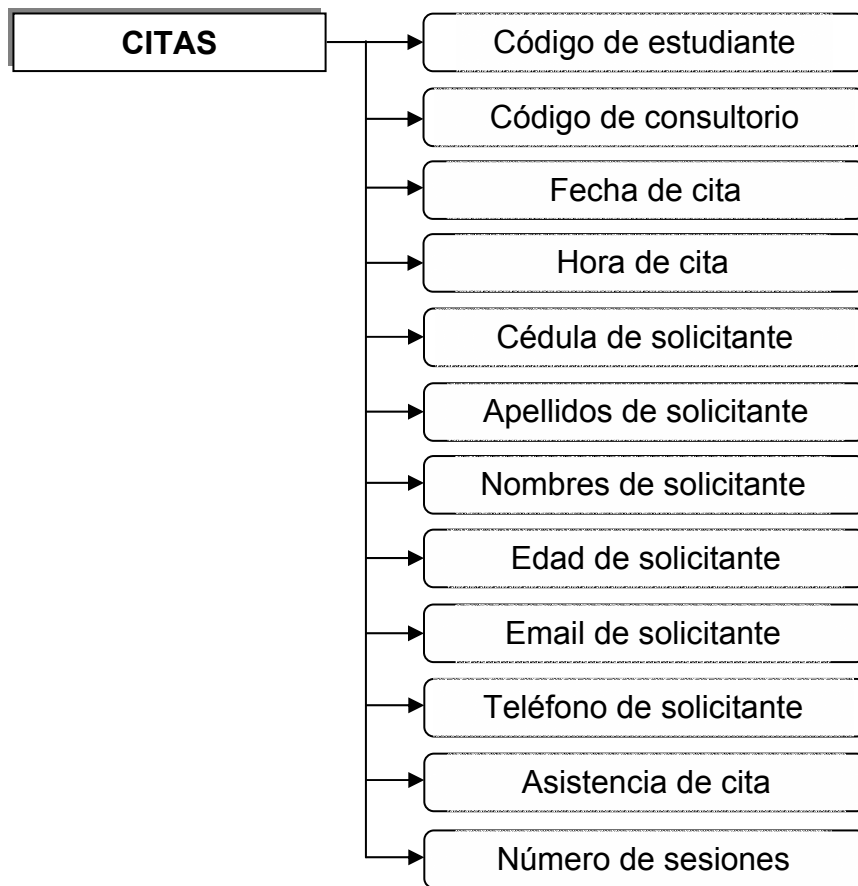 CITAS
Código de estudiante
Código de consultorio
Fecha de cita
Hora de cita
Cédula de solicitante
Apellidos de solicitante
Nombres de solicitante
Edad de solicitante
Email de solicitante
Teléfono de solicitante
Asistencia de cita
Número de sesiones